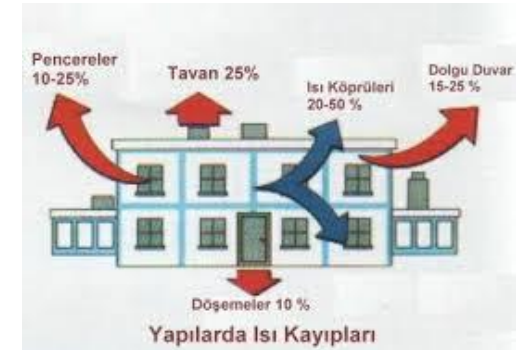 Pencereler
10-25%
Tavan 25%
Isı Köprüleri
20-50 %
Dolgu Duvar
15-25 %
Döşemeler 10 %
Yapılarda Isı Kayıpları